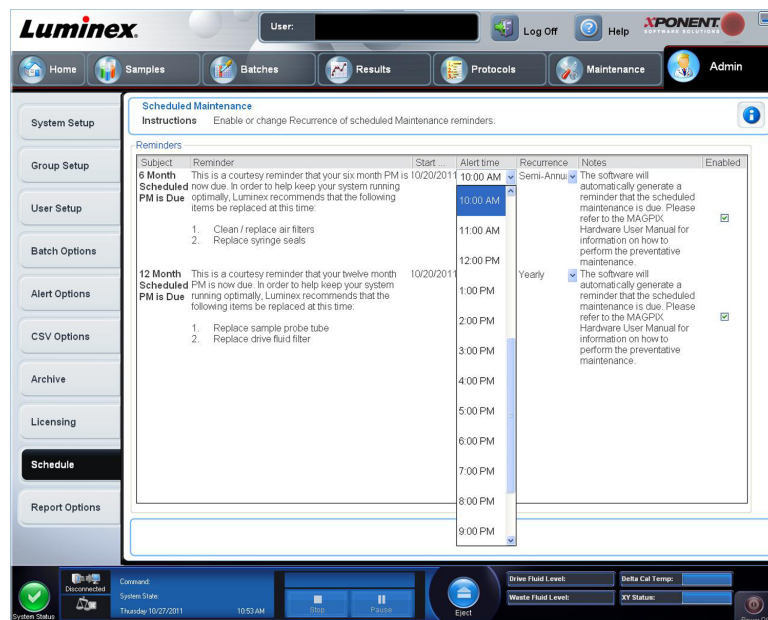 Luminex.
User:
Log Off
Help
XPONENT.
SOFTWARE SOLUTIONS
Home
Samples
Batches
Results
Protocols
Maintenance
Admin
System Setup
Group Setup
User Setup
Batch Options
Alert Options
CSV Options
Archive
Licensing
Schedule
Report Options
Scheduled Maintenance
Instructions Enable or change Recurrence of scheduled Maintenance reminders.
Reminders
Subject Reminder Start ... Alert time Recurrence Notes Enabled
6 Month
Scheduled
PM is Due
This is a courtesy reminder that your six month PM is
now due. In order to help keep your system running
optimally, Luminex recommends that the following
items be replaced at this time:
1. Clean / replace air filters
2. Replace syringe seals
10/20/2011
10:00 AM
Semi-Annu
The software will
automatically generate a
reminder that the scheduled
maintenance is due. Please
refer to the MAGPIX
Hardware User Manual for
information on how to
perform the preventative
maintenance.
12 Month
Scheduled
PM is Due
This is a courtesy reminder that your twelve month
PM is now due. In order to help keep your system
running optimally, Luminex recommends that the
following items be replaced at this time:
1. Replace sample probe tube
2. Replace drive fluid filter
10/20/2011
Yearly
The software will
automatically generate a
reminder that the scheduled
maintenance is due. Please
refer to the MAGPIX
Hardware User Manual for
information on how to
perform the preventative
maintenance.
10:00 AM
11:00 AM
12:00 PM
1:00 PM
2:00 PM
3:00 PM
4:00 PM
5:00 PM
6:00 PM
7:00 PM
8:00 PM
9:00 PM
System Status
Disconnected
Command:
System State:
Thursday 10/27/2011 10:53 AM
Stop
Pause
Eject
Drive Fluid Level:
Waste Fluid Level:
Delta Cal Temp:
XY Status: